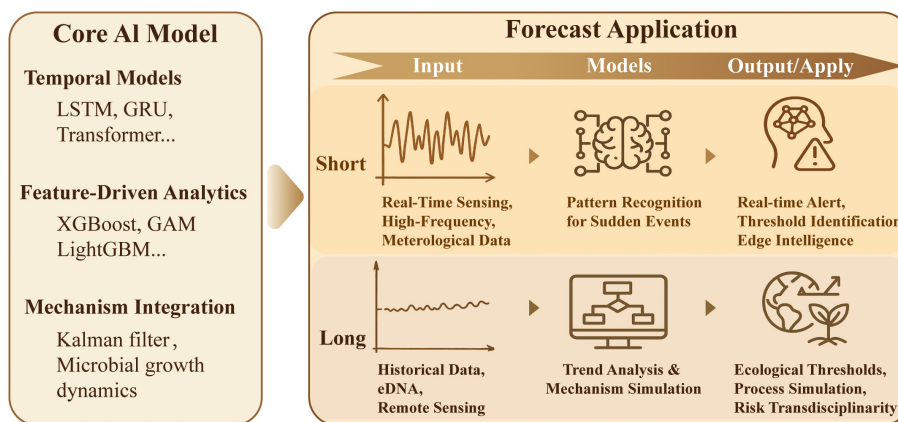 Core AI Model
Temporal Models
LSTM, GRU,
Transformer...
Feature-Driven Analytics
XGBoost, GAM
LightGBM...
Mechanism Integration
Kalman filter,
Microbial growth
dynamics
Forecast Application
Input
Models
Output/Apply
Short
Real-Time Sensing,
High-Frequency,
Meterological Data
Pattern Recognition
for Sudden Events
Real-time Alert,
Threshold Identification
Edge Intelligence
Long
Historical Data,
eDNA,
Remote Sensing
Trend Analysis &
Mechanism Simulation
Ecological Thresholds,
Process Simulation,
Risk Transdisciplinarity